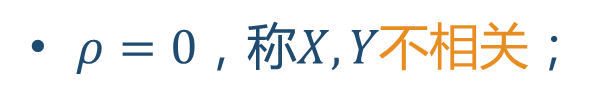 • ρ = 0，称X,Y不相关；